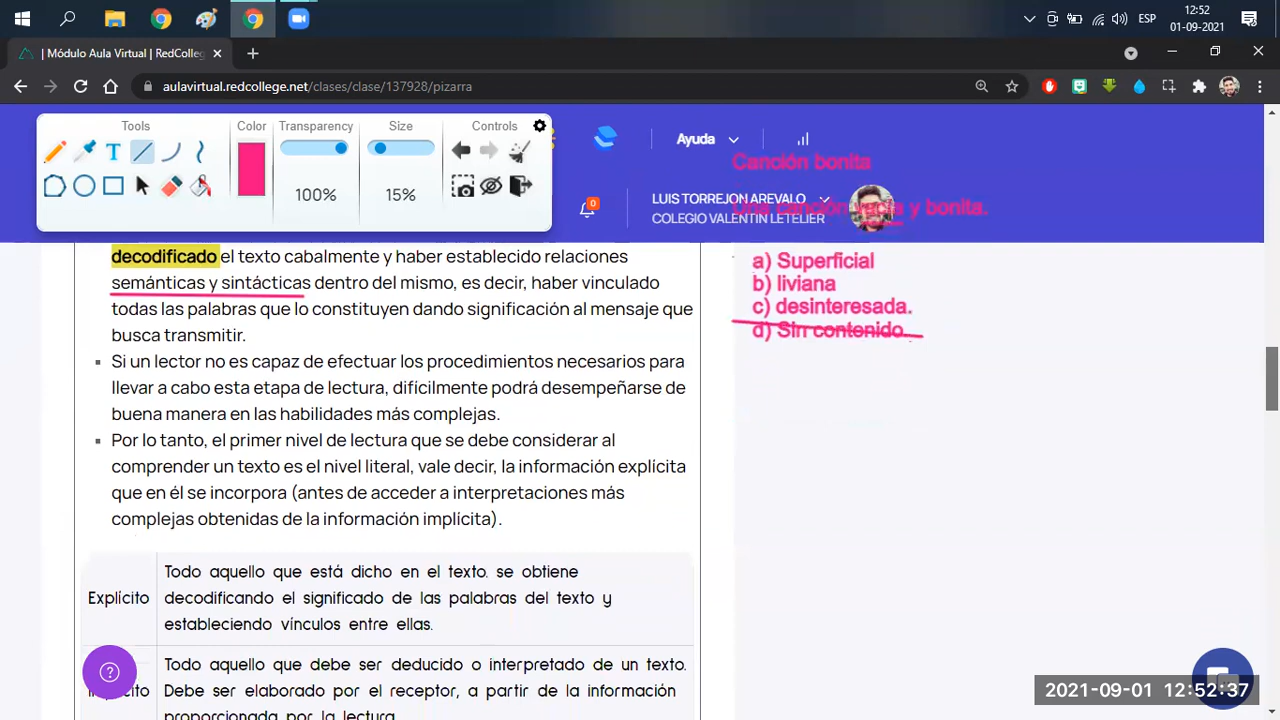 12:52
ESP
01-09-2021
| Módulo Aula Virtual | RedColleg
aulavirtual.redcollege.net/clases/clase/137928/pizarra
Tools
Color
Transparency
Size
Controls
100%
15%
Ayuda
0
LUIS TORREJON AREVALO
COLEGIO VALENTIN LETELIER
Canción bonita
Una canción vacía y bonita.
a) Superficial
b) liviana
c) desinteresada.
d) Sin contenido.
decodificado el texto cabalmente y haber establecido relaciones
semánticas y sintácticas dentro del mismo, es decir, haber vinculado
todas las palabras que lo constituyen dando significación al mensaje que
busca transmitir.
Si un lector no es capaz de efectuar los procedimientos necesarios para
llevar a cabo esta etapa de lectura, difícilmente podrá desempeñarse de
buena manera en las habilidades más complejas.
Por lo tanto, el primer nivel de lectura que se debe considerar al
comprender un texto es el nivel literal, vale decir, la información explícita
que en él se incorpora (antes de acceder a interpretaciones más
complejas obtenidas de la información implícita).
Explícito
Todo aquello que está dicho en el texto. se obtiene
decodificando el significado de las palabras del texto y
estableciendo vínculos entre ellas.
Todo aquello que debe ser deducido o interpretado de un texto.
Debe ser elaborado por el receptor, a partir de la información
proporcionada por la lectura.
2021-09-01 12:52:37